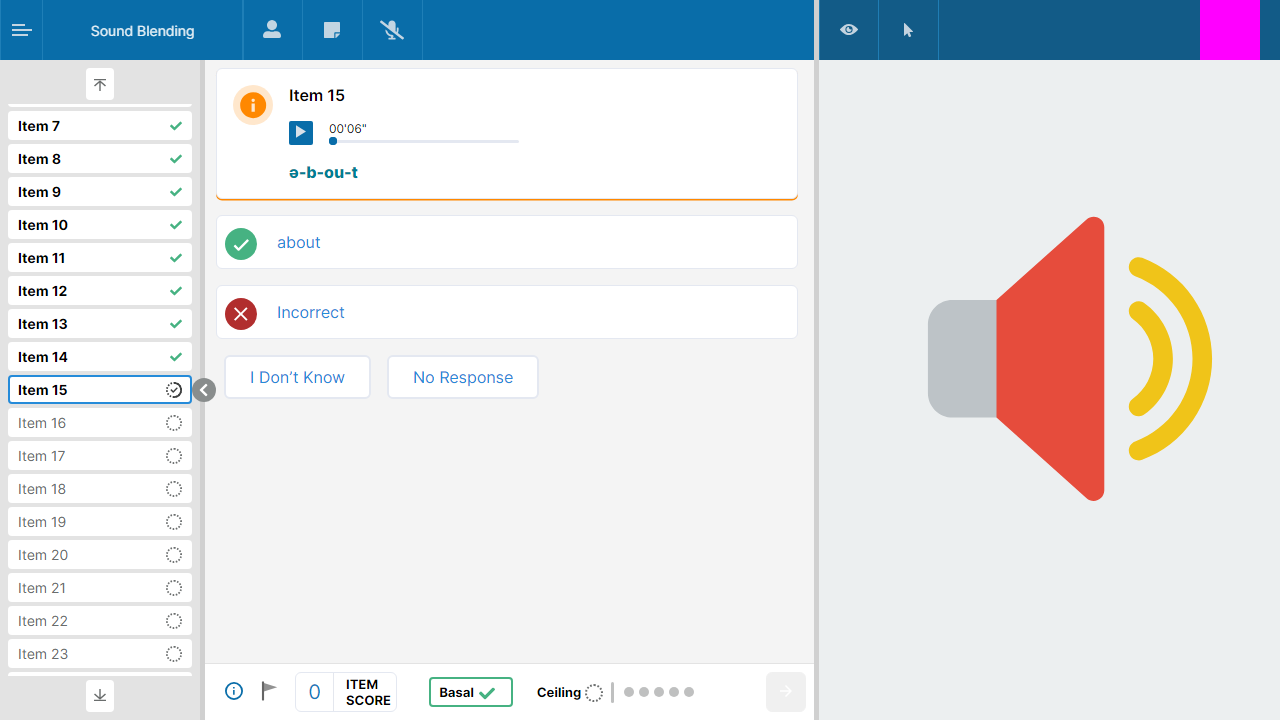 Sound Blending
Item 7
Item 8
Item 9
Item 10
Item 11
Item 12
Item 13
Item 14
Item 15
Item 16
Item 17
Item 18
Item 19
Item 20
Item 21
Item 22
Item 23
Item 15
00'06"
ə-b-ou-t
about
Incorrect
I Don’t Know
No Response
0
ITEM
SCORE
Basal
Ceiling